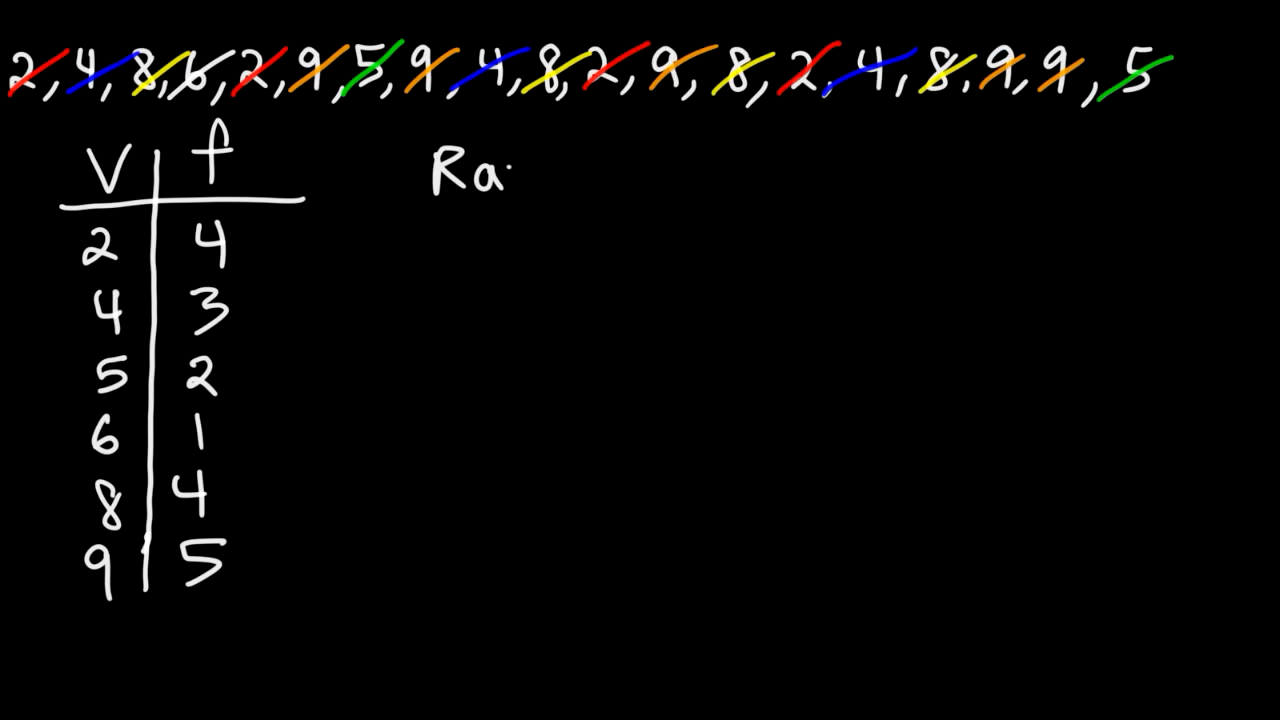 2, 4, 8, 6, 2, 9, 5, 9, 4, 8, 2, 9, 8, 2, 4, 8, 9, 9, 5
V f
Ra
2 4
4 3
5 2
6 1
8 4
9 5